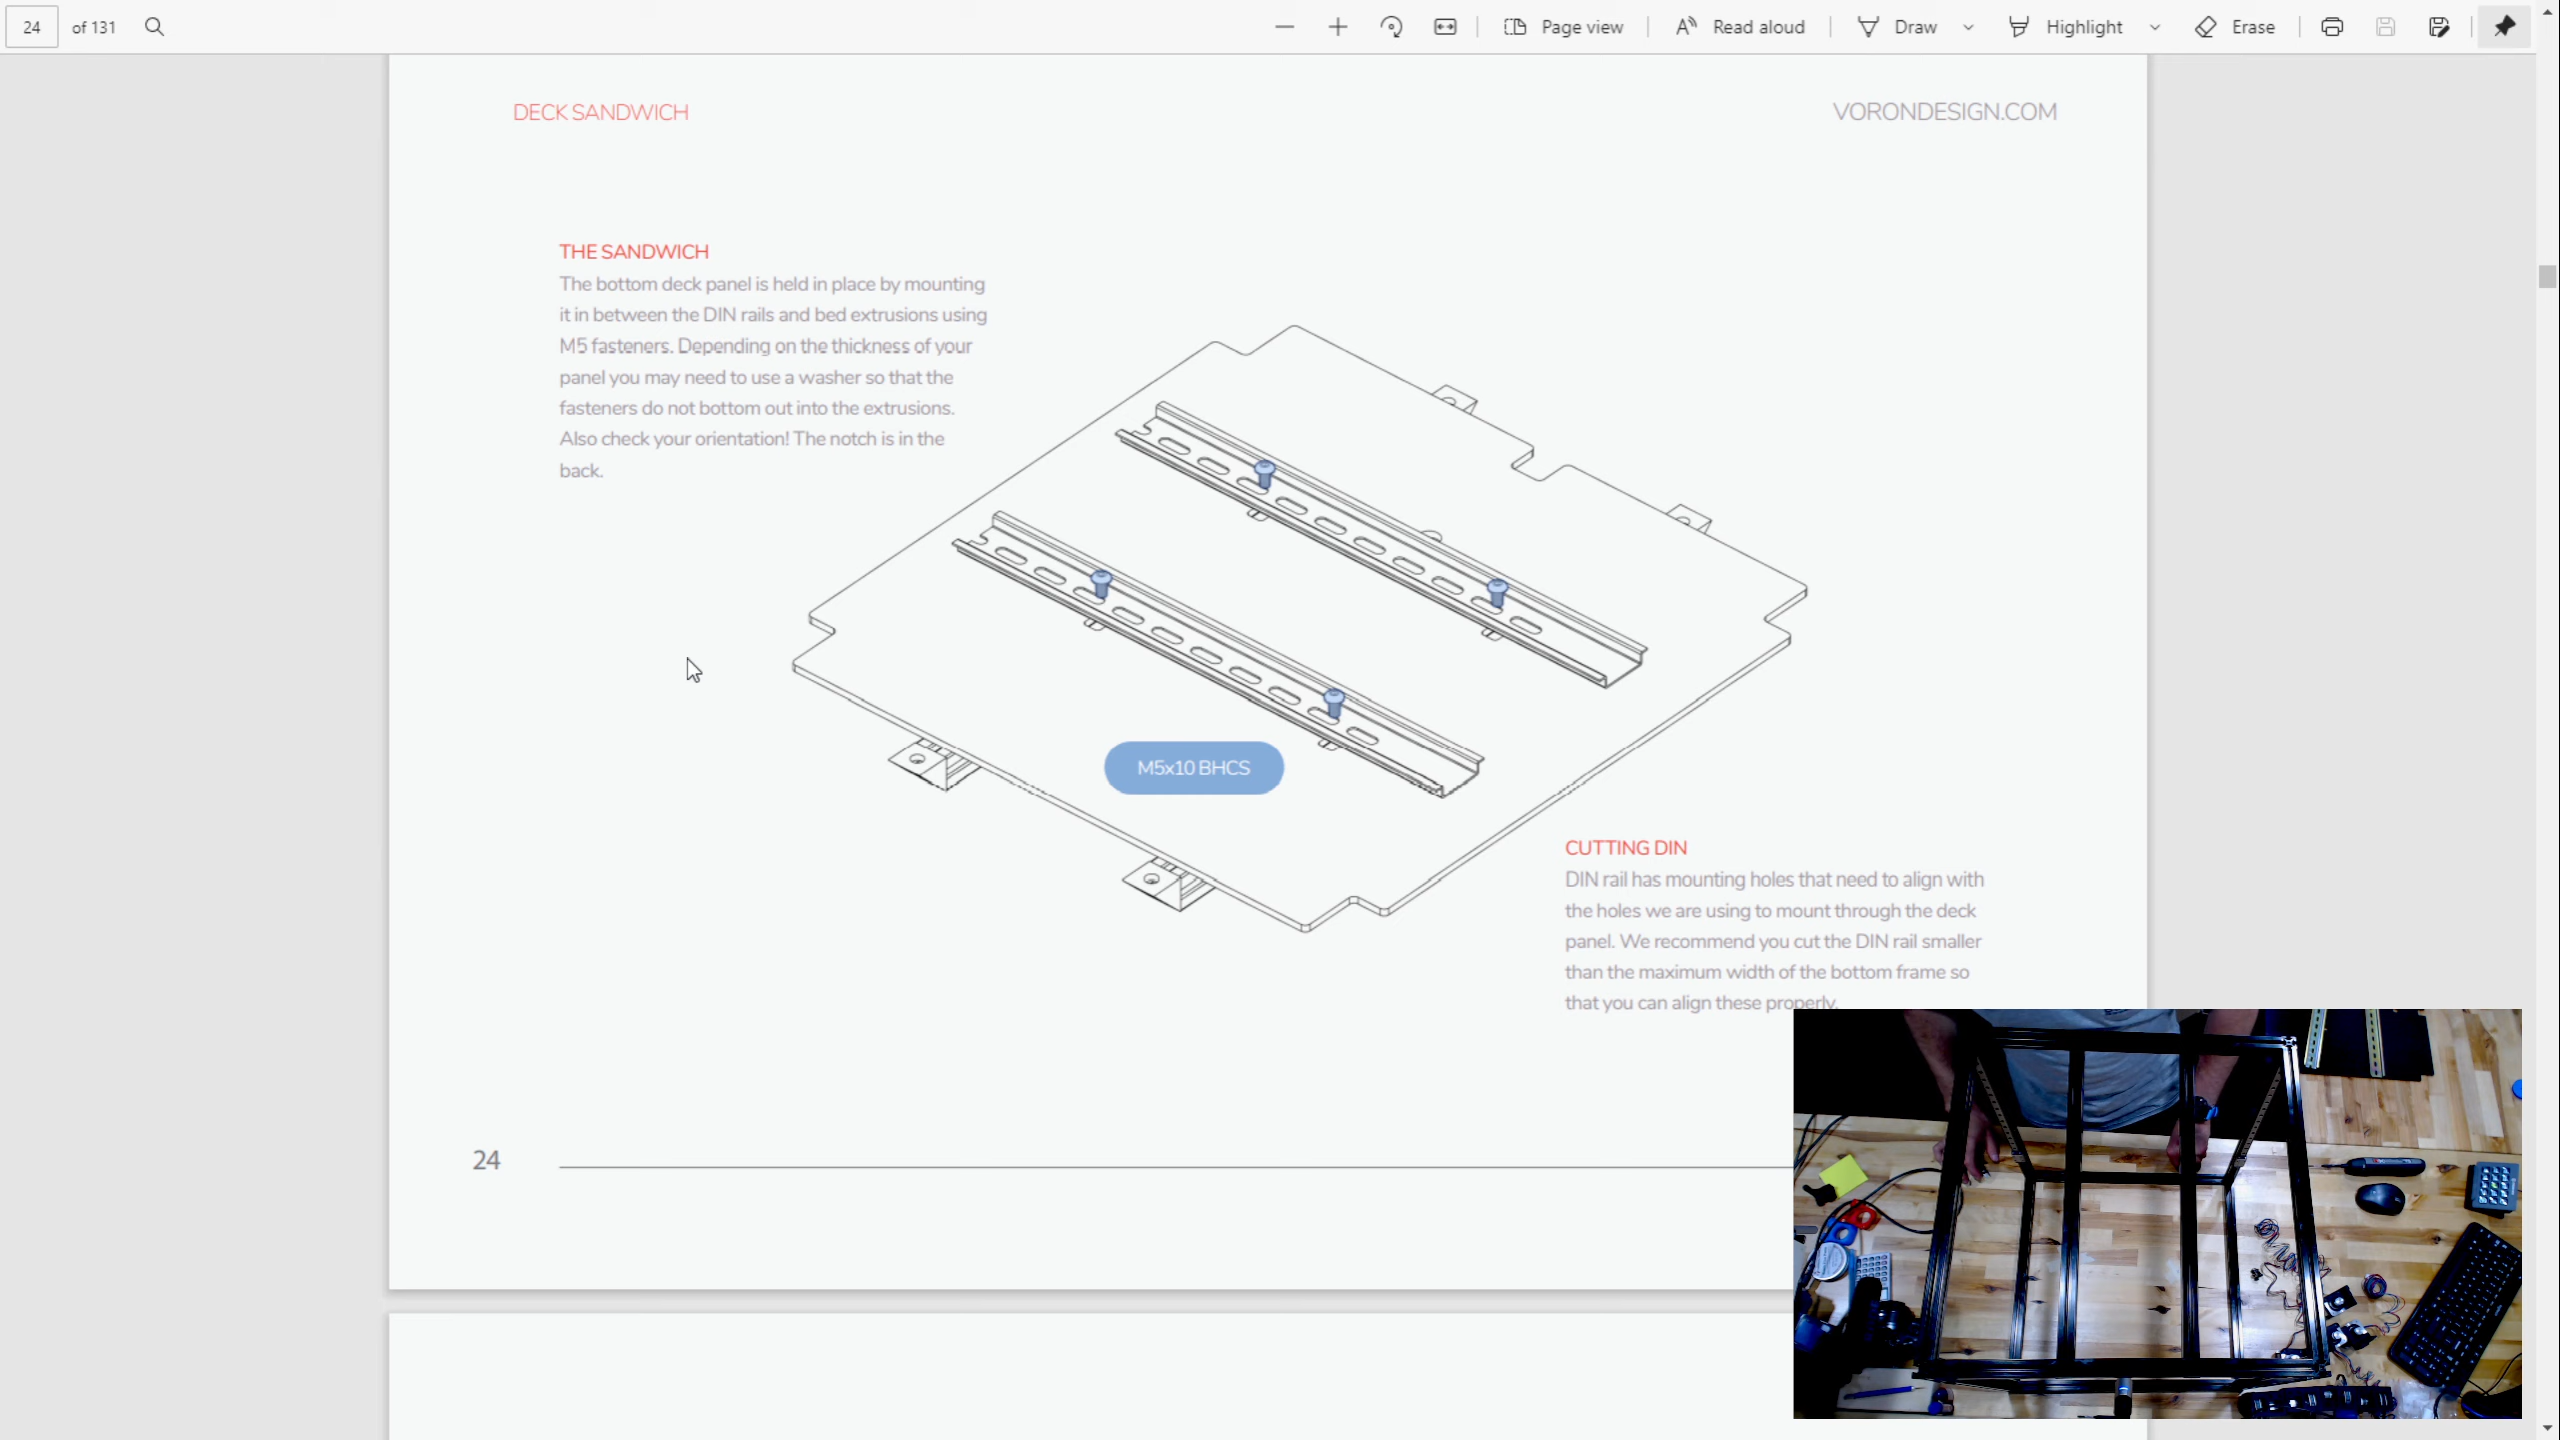 24 of 131 Page view Read aloud Draw Highlight Erase
DECK SANDWICH
VORONDESIGN.COM
THE SANDWICH
The bottom deck panel is held in place by mounting
it in between the DIN rails and bed extrusions using
M5 fasteners. Depending on the thickness of your
panel you may need to use a washer so that the
fasteners do not bottom out into the extrusions.
Also check your orientation! The notch is in the
back.
M5x10 BHCS
CUTTING DIN
DIN rail has mounting holes that need to align with
the holes we are using to mount through the deck
panel. We recommend you cut the DIN rail smaller
than the maximum width of the bottom frame so
that you can align these properly.
24